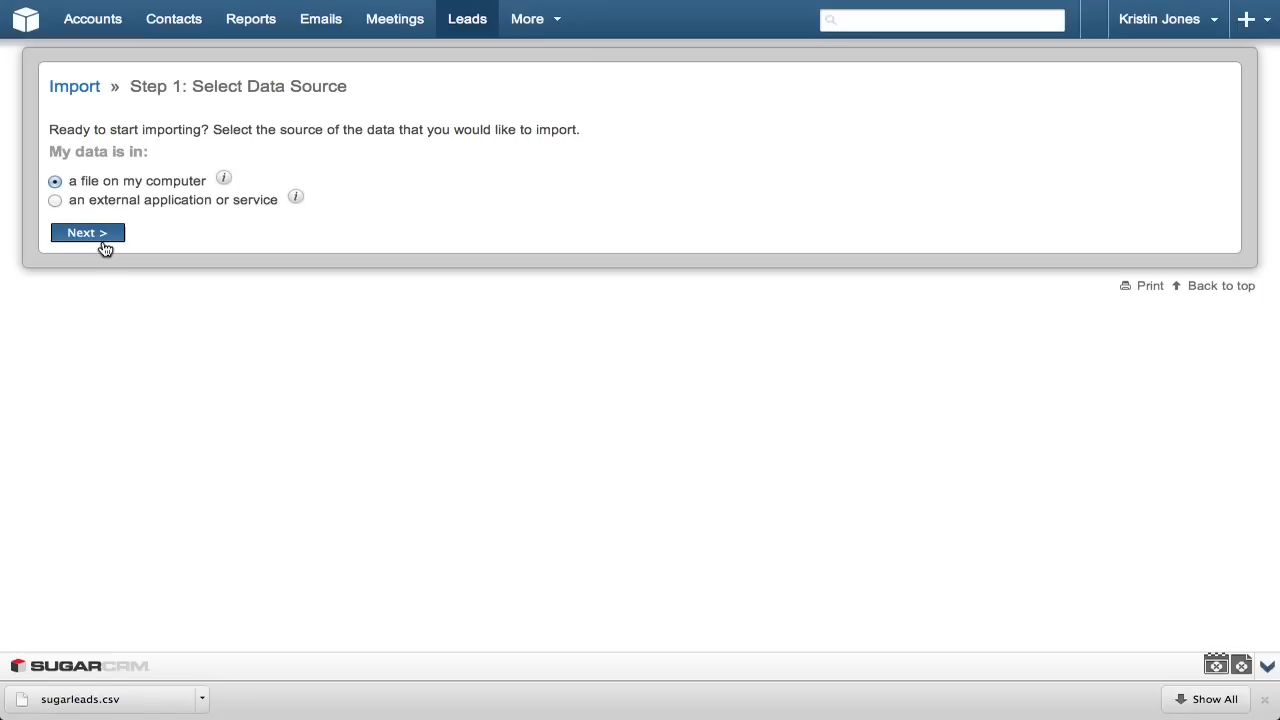 Accounts Contacts Reports Emails Meetings Leads More Kristin Jones
Import » Step 1: Select Data Source
Ready to start importing? Select the source of the data that you would like to import.
My data is in:
a file on my computer
an external application or service
Next >
Print Back to top
SUGARCRM
sugarleads.csv Show All